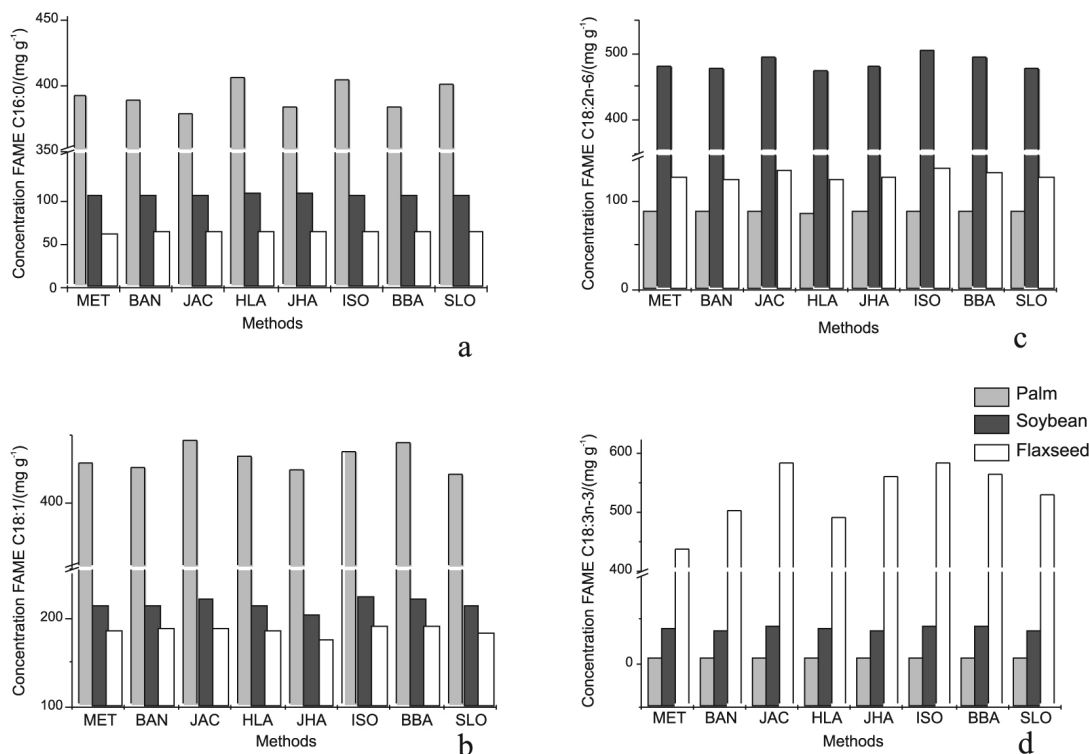 Concentration FAME C16:0/(mg g⁻¹)
450
400
350
100
50
0
MET BAN JAC HLA JHA ISO BBA SLO
Methods
a
Concentration FAME C18:2n-6/(mg g⁻¹)
500
400
100
0
MET BAN JAC HLA JHA ISO BBA SLO
Methods
c
Concentration FAME C18:1/(mg g⁻¹)
400
200
100
MET BAN JAC HLA JHA ISO BBA SLO
Methods
b
Palm
Soybean
Flaxseed
Concentration FAME C18:3n-3/(mg g⁻¹)
600
500
400
0
MET BAN JAC HLA JHA ISO BBA SLO
Methods
d